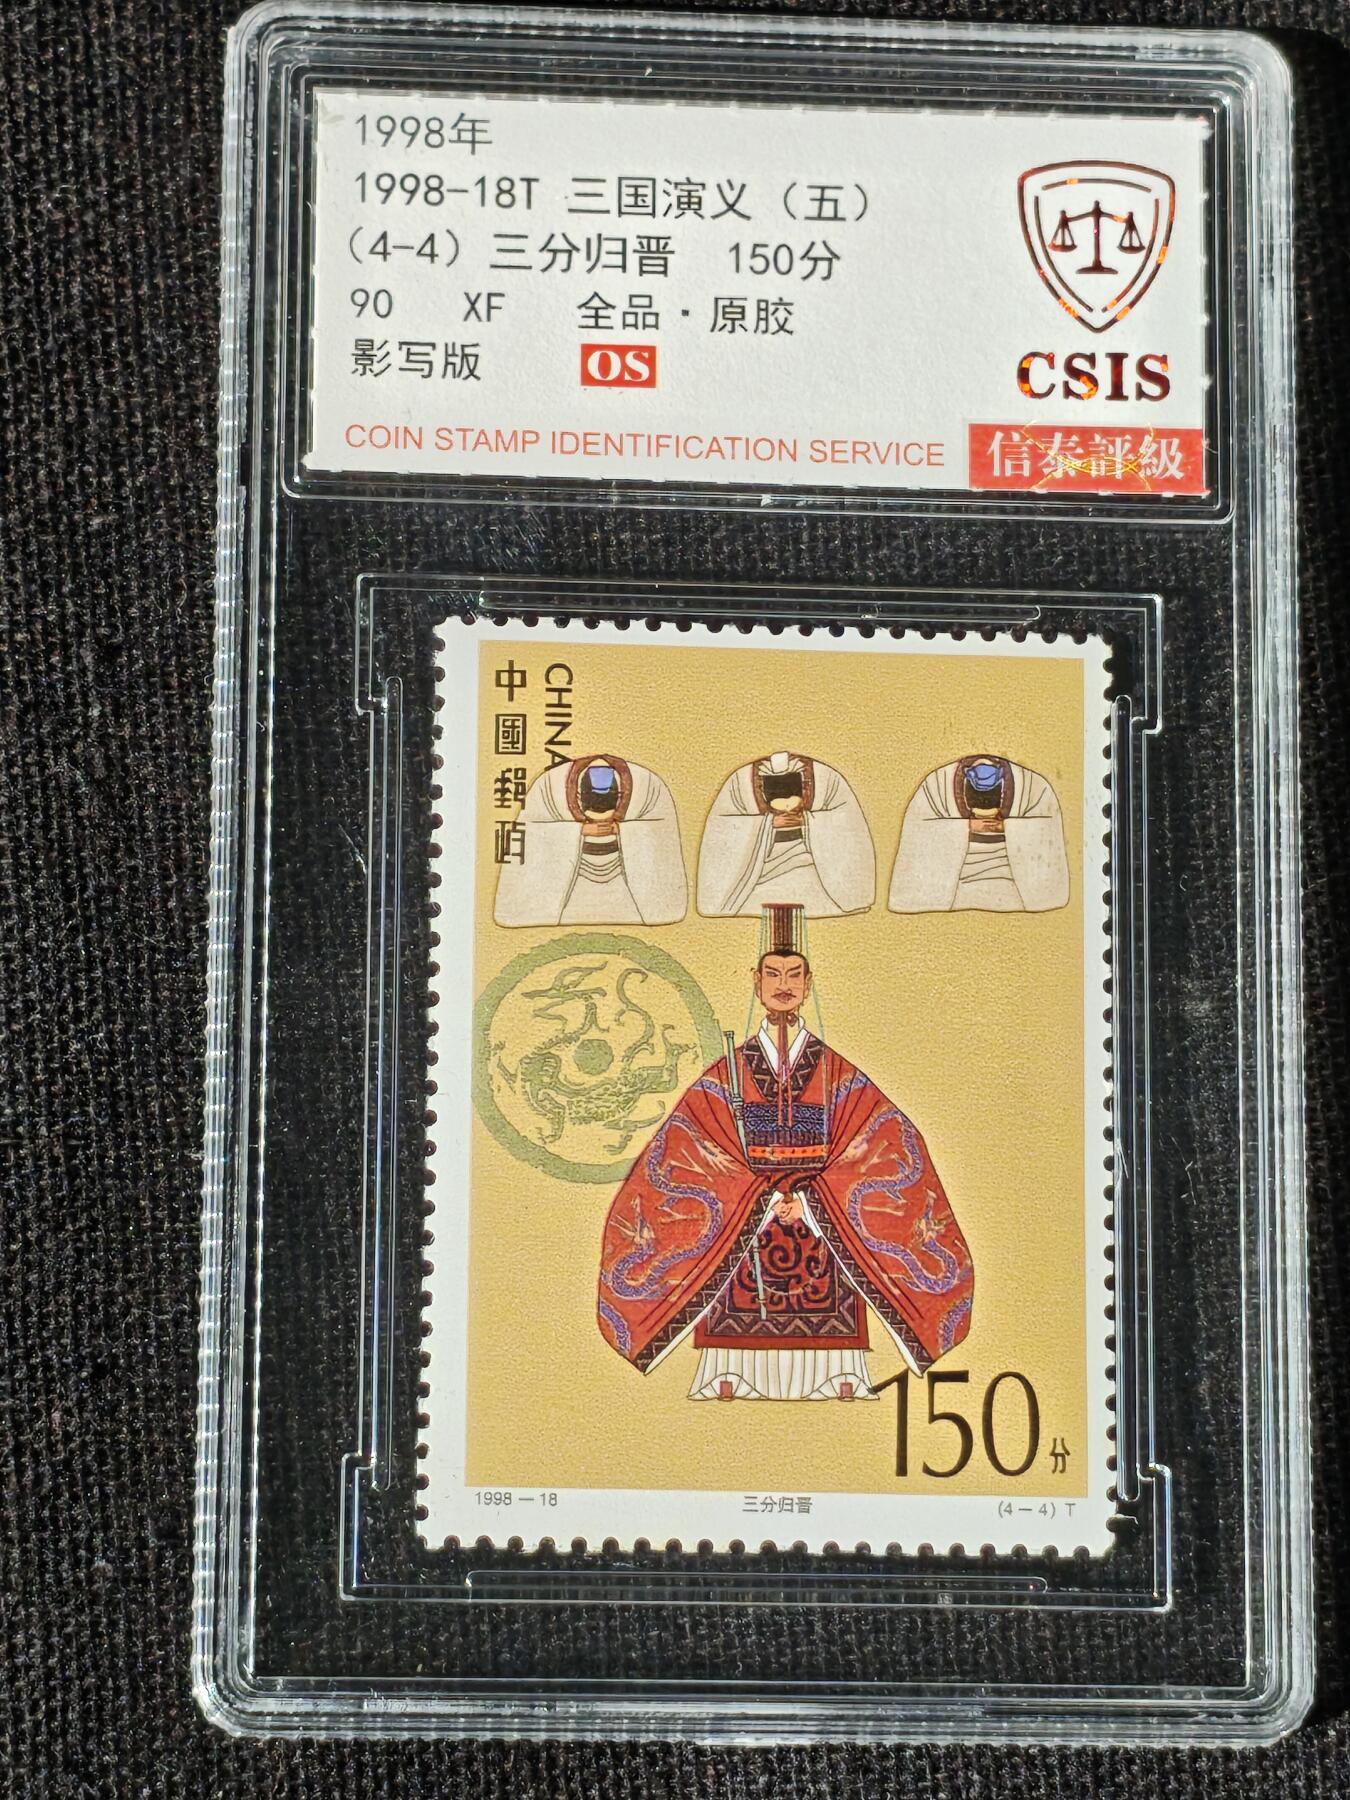 1998年
1998-18T 三国演义（五）
（4-4）三分归晋 150分
90 XF 全品·原胶
影写版 OS
CSIS
COIN STAMP IDENTIFICATION SERVICE
信泰評級
中國郵政
CHINA
150分
1998－18 三分归晋 (4－4) T